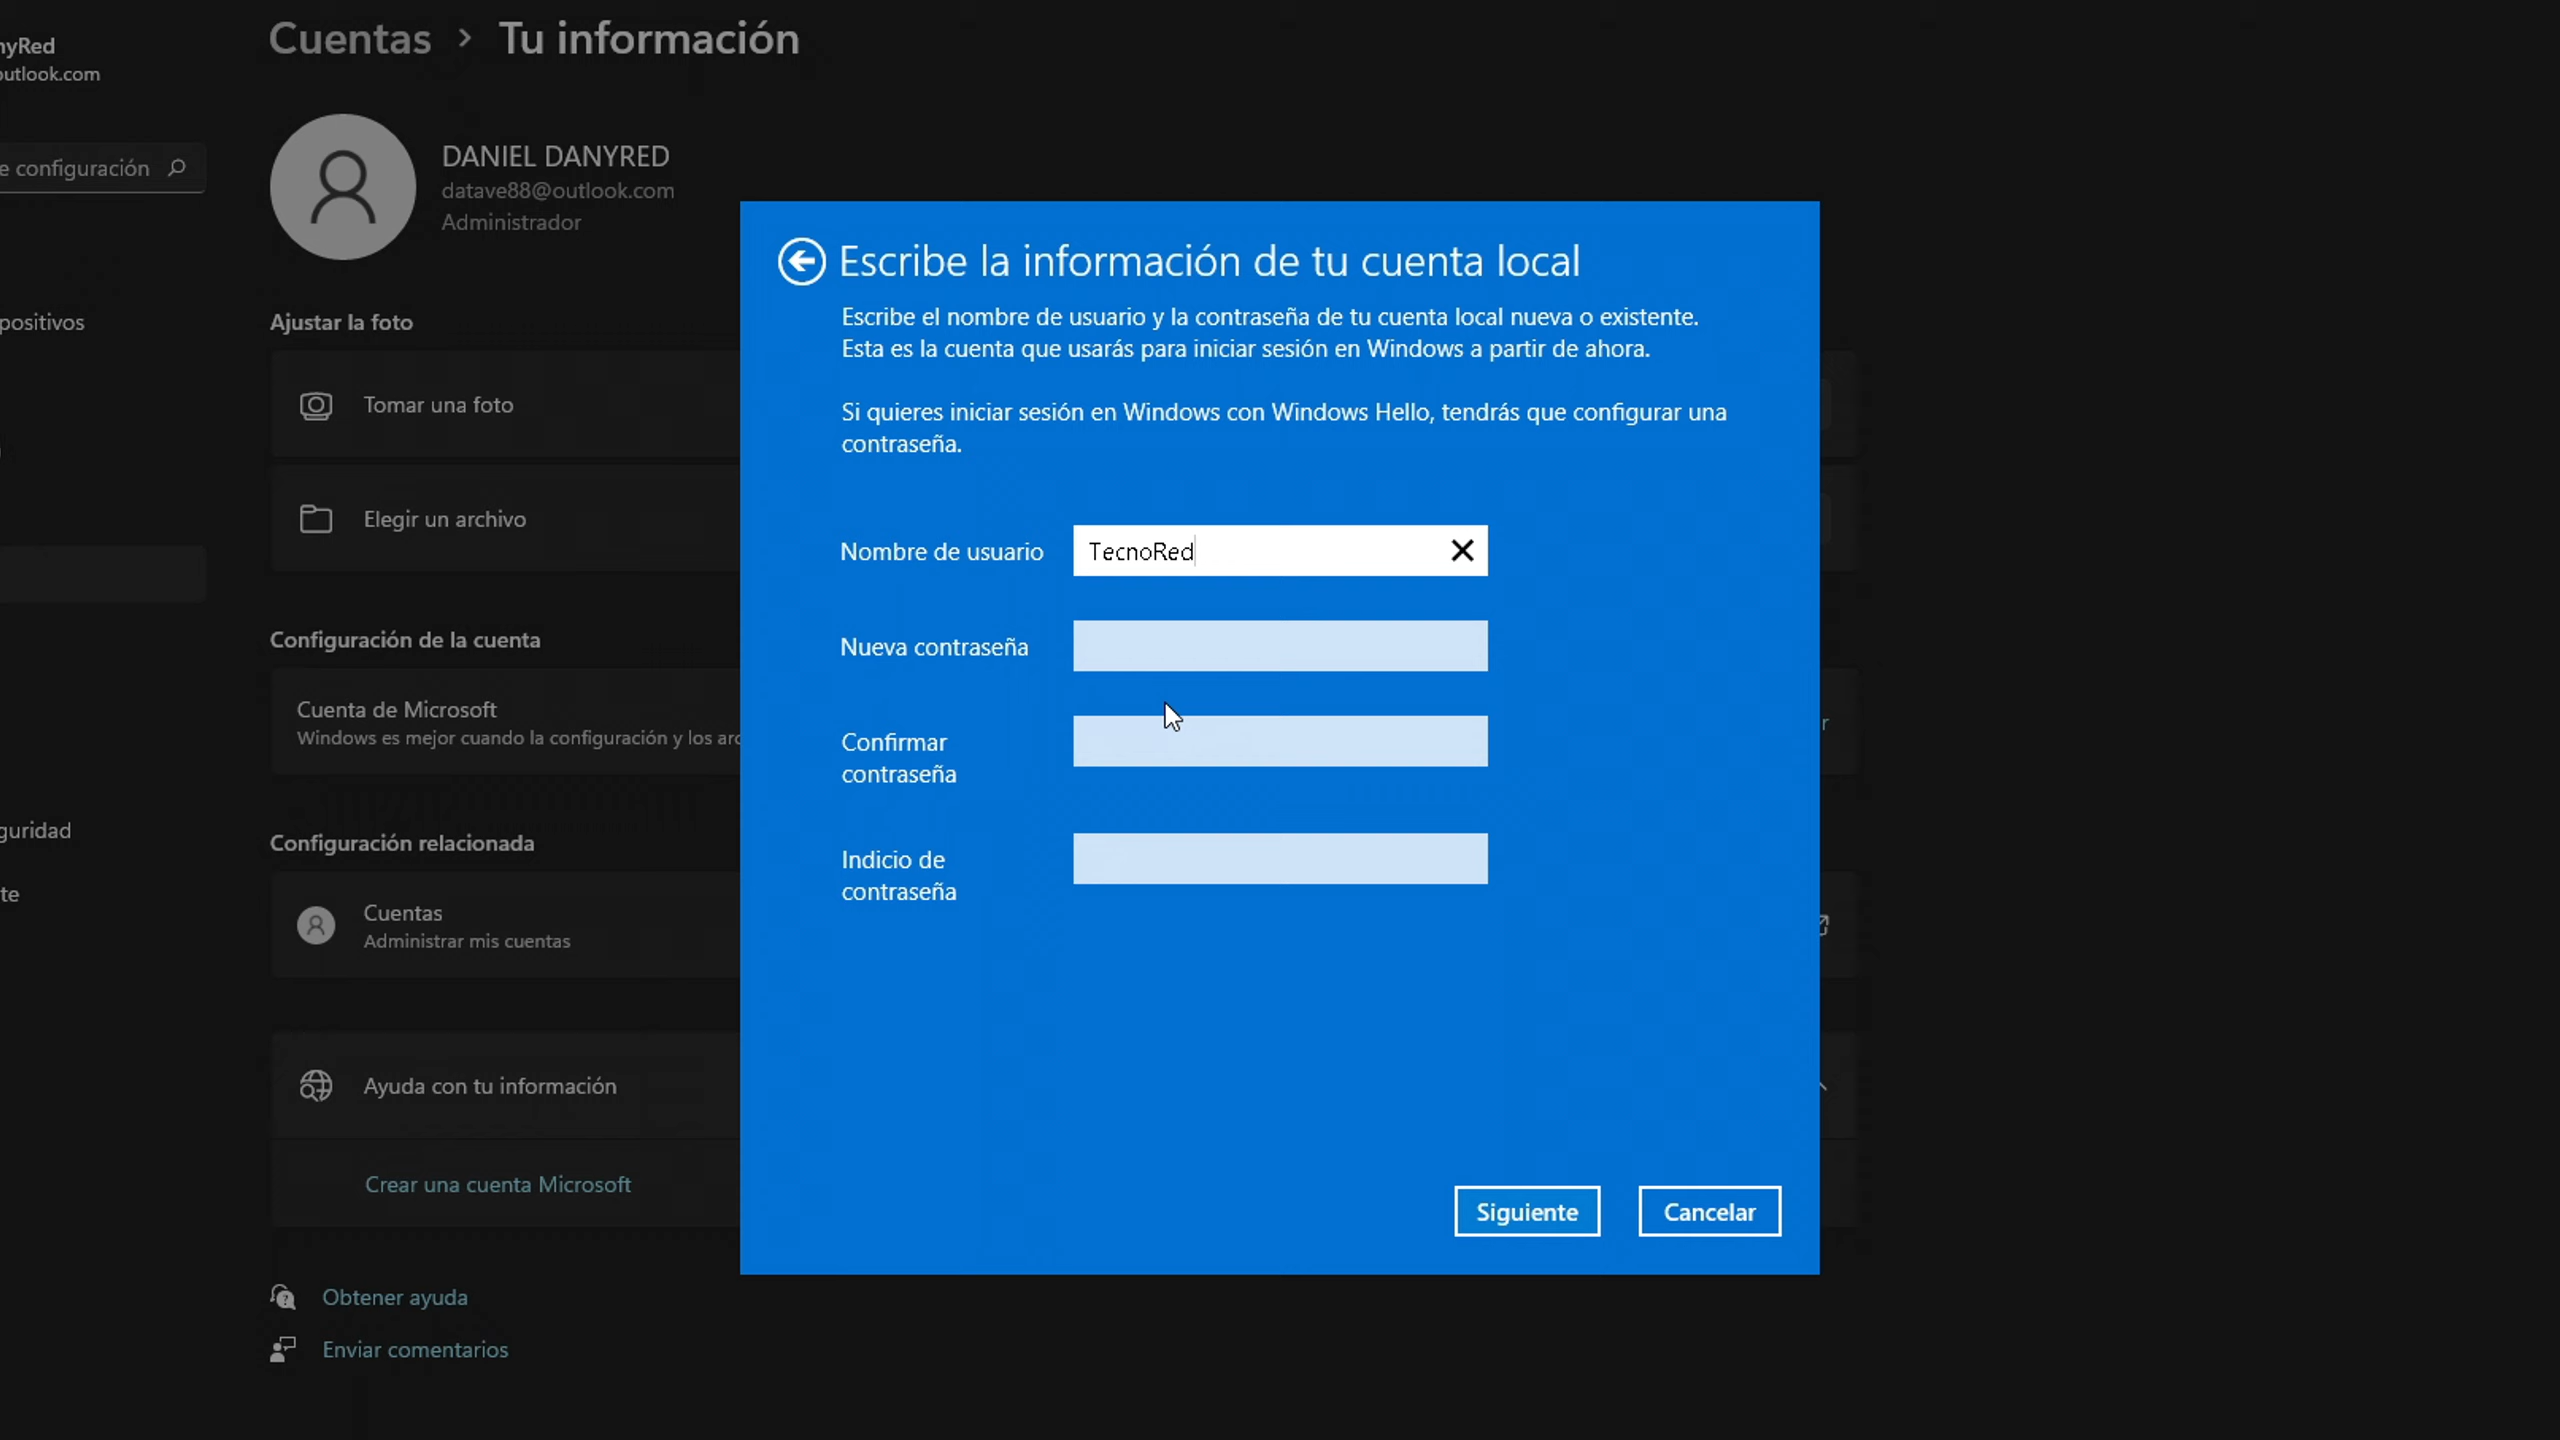 Cuentas > Tu información
nyRed
outlook.com
DANIEL DANYRED
datave88@outlook.com
Administrador
e configuración
Ajustar la foto
positivos
Tomar una foto
Elegir un archivo
Configuración de la cuenta
Cuenta de Microsoft
Windows es mejor cuando la configuración y los arc
r
guridad
Configuración relacionada
te
Cuentas
Administrar mis cuentas
Ayuda con tu información
Crear una cuenta Microsoft
Obtener ayuda
Enviar comentarios
Escribe la información de tu cuenta local
Escribe el nombre de usuario y la contraseña de tu cuenta local nueva o existente.
Esta es la cuenta que usarás para iniciar sesión en Windows a partir de ahora.
Si quieres iniciar sesión en Windows con Windows Hello, tendrás que configurar una
contraseña.
Nombre de usuario TecnoRed
Nueva contraseña
Confirmar
contraseña
Indicio de
contraseña
Siguiente Cancelar